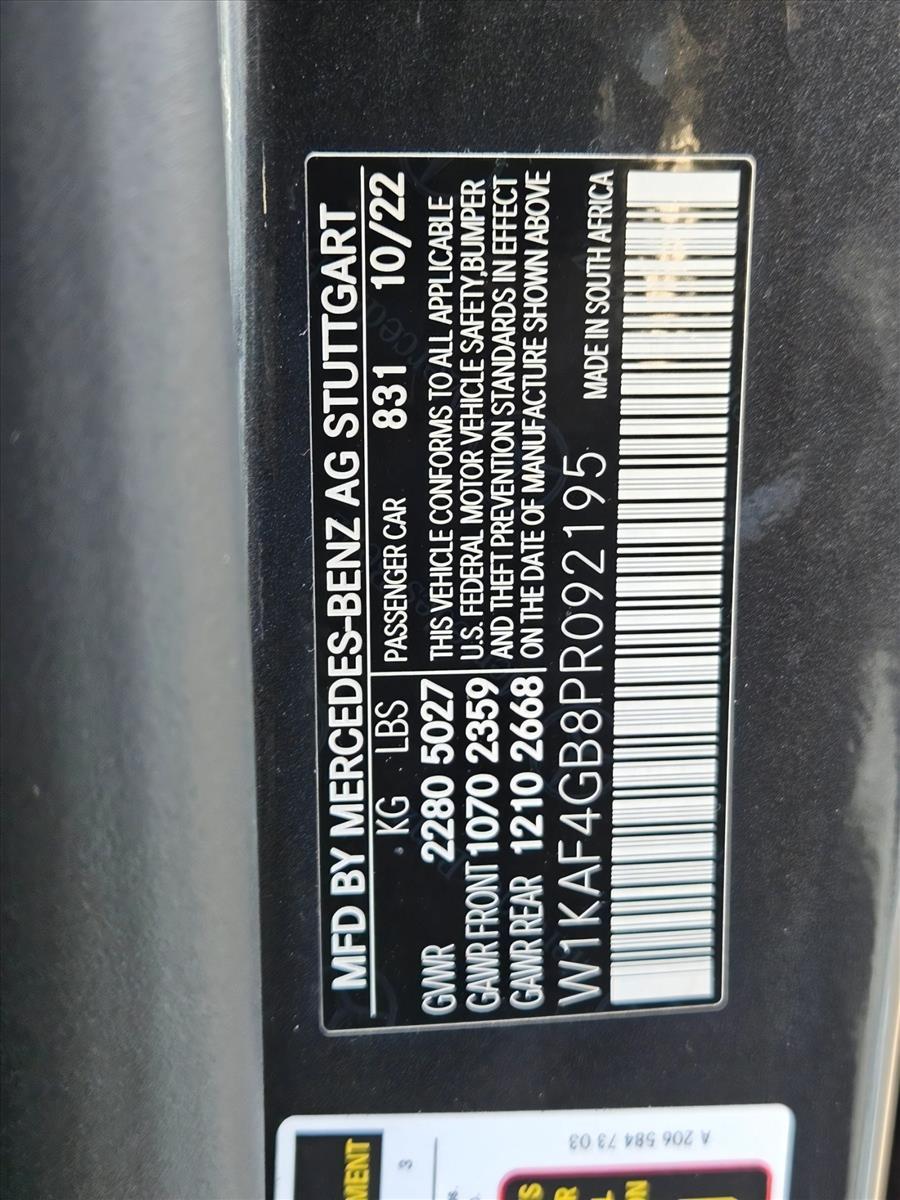 MFD BY MERCEDES-BENZ AG STUTTGART
KG LBS
PASSENGER CAR 831 10/22
GVWR 2280 5027
GAWR FRONT 1070 2359
GAWR REAR 1210 2668
THIS VEHICLE CONFORMS TO ALL APPLICABLE
U.S. FEDERAL MOTOR VEHICLE SAFETY,BUMPER
AND THEFT PREVENTION STANDARDS IN EFFECT
ON THE DATE OF MANUFACTURE SHOWN ABOVE
W1KAF4GB8PR092195
MADE IN SOUTH AFRICA
A 206 584 73 03
3